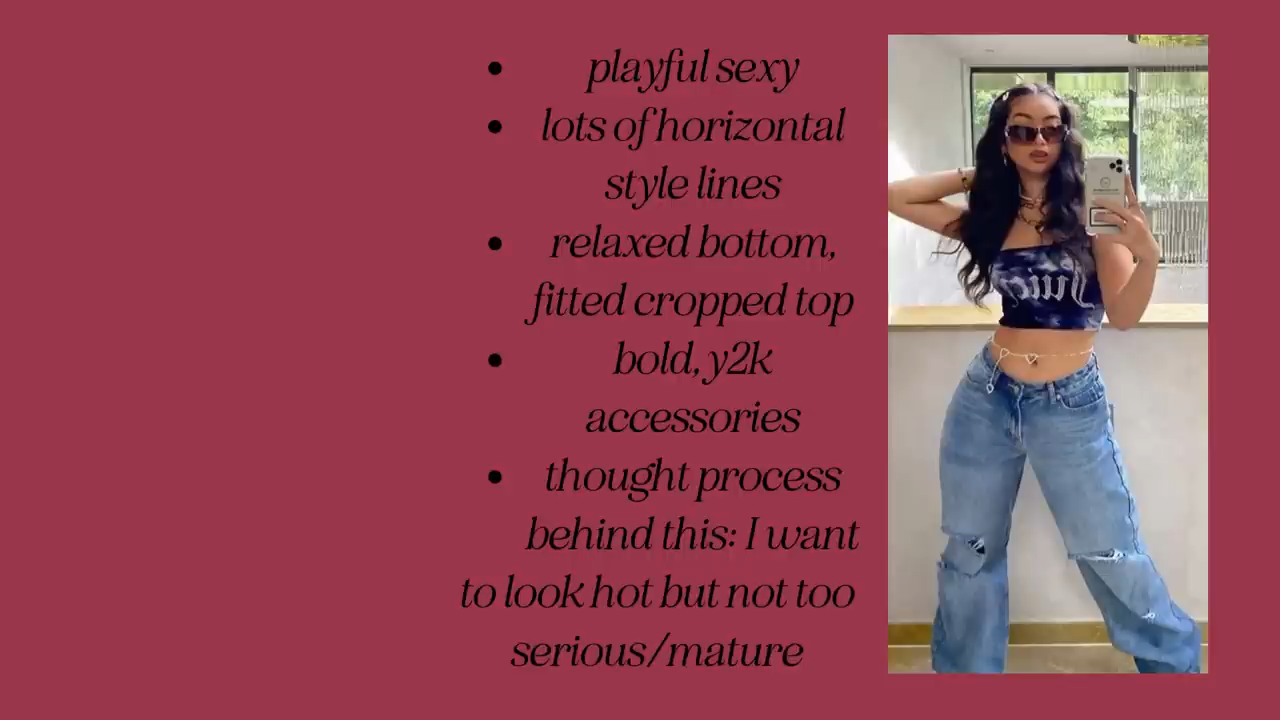 • playful sexy
• lots of horizontal
style lines
• relaxed bottom,
fitted cropped top
• bold, y2k
accessories
• thought process
behind this: I want
to look hot but not too
serious/mature